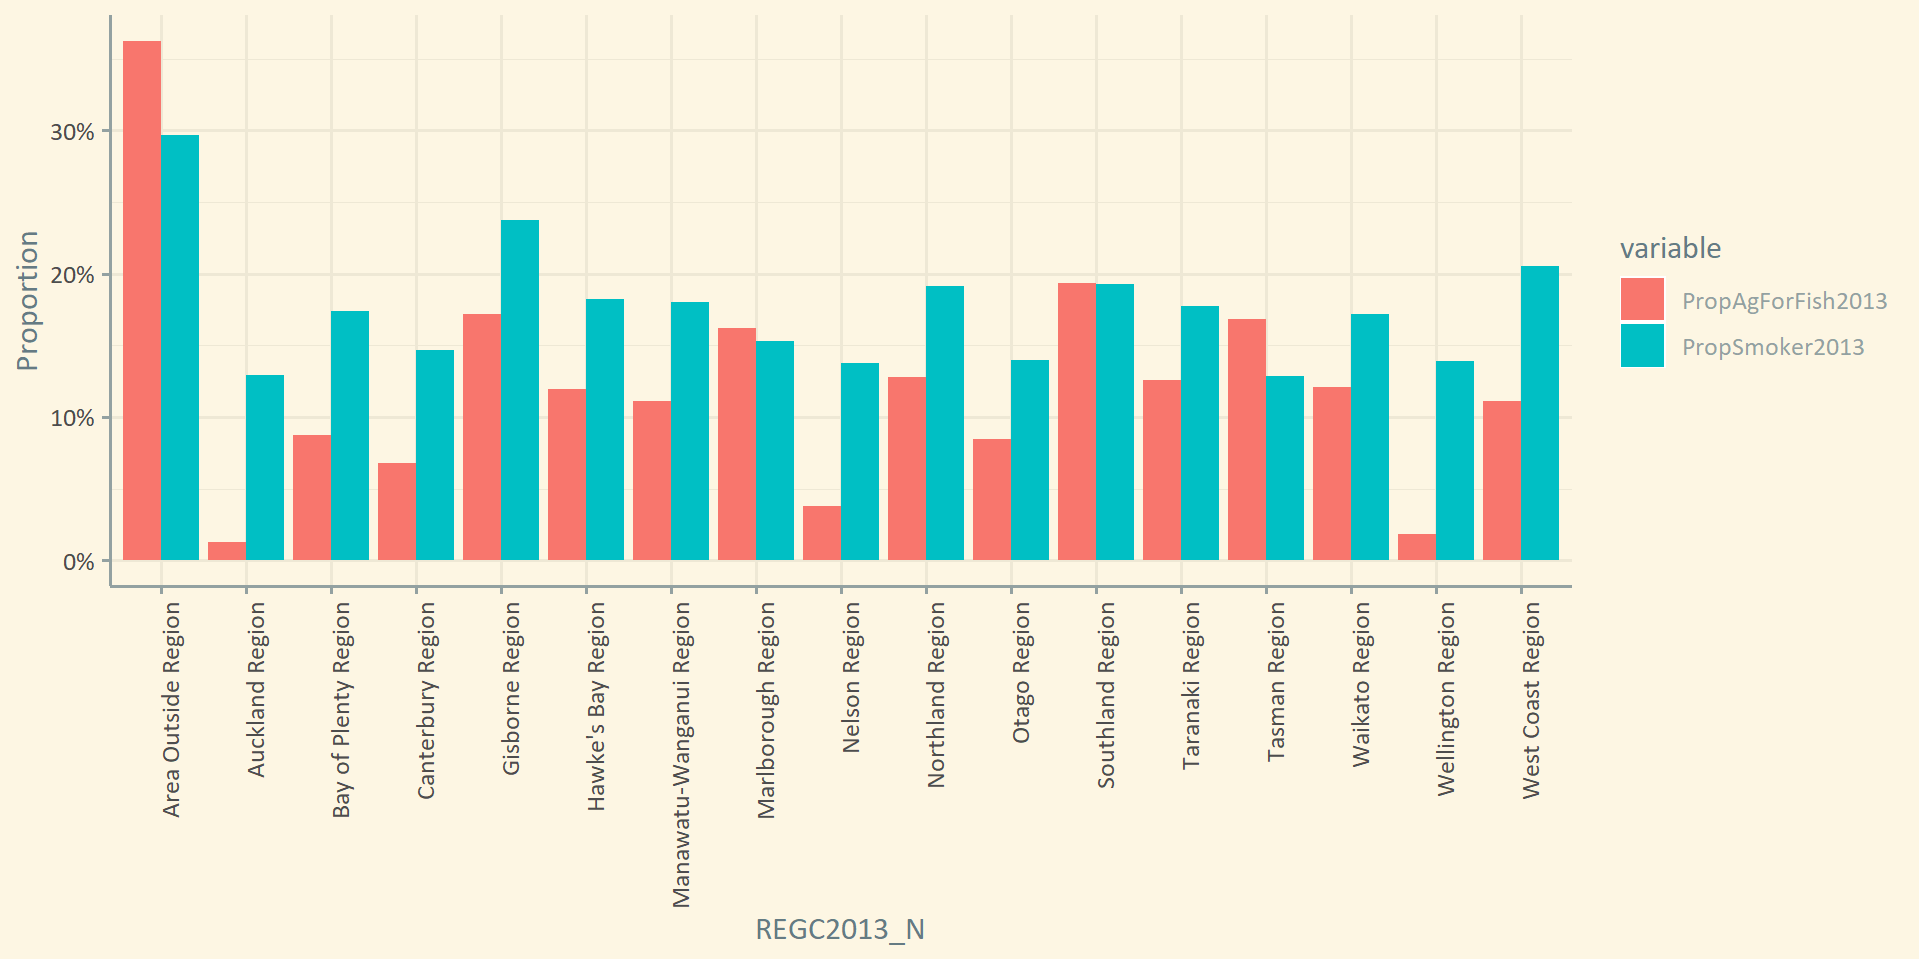 Proportion
30%
20%
10%
0%
Area Outside Region
Auckland Region
Bay of Plenty Region
Canterbury Region
Gisborne Region
Hawke's Bay Region
Manawatu-Wanganui Region
Marlborough Region
Nelson Region
Northland Region
Otago Region
Southland Region
Taranaki Region
Tasman Region
Waikato Region
Wellington Region
West Coast Region
REGC2013_N
variable
PropAgForFish2013
PropSmoker2013